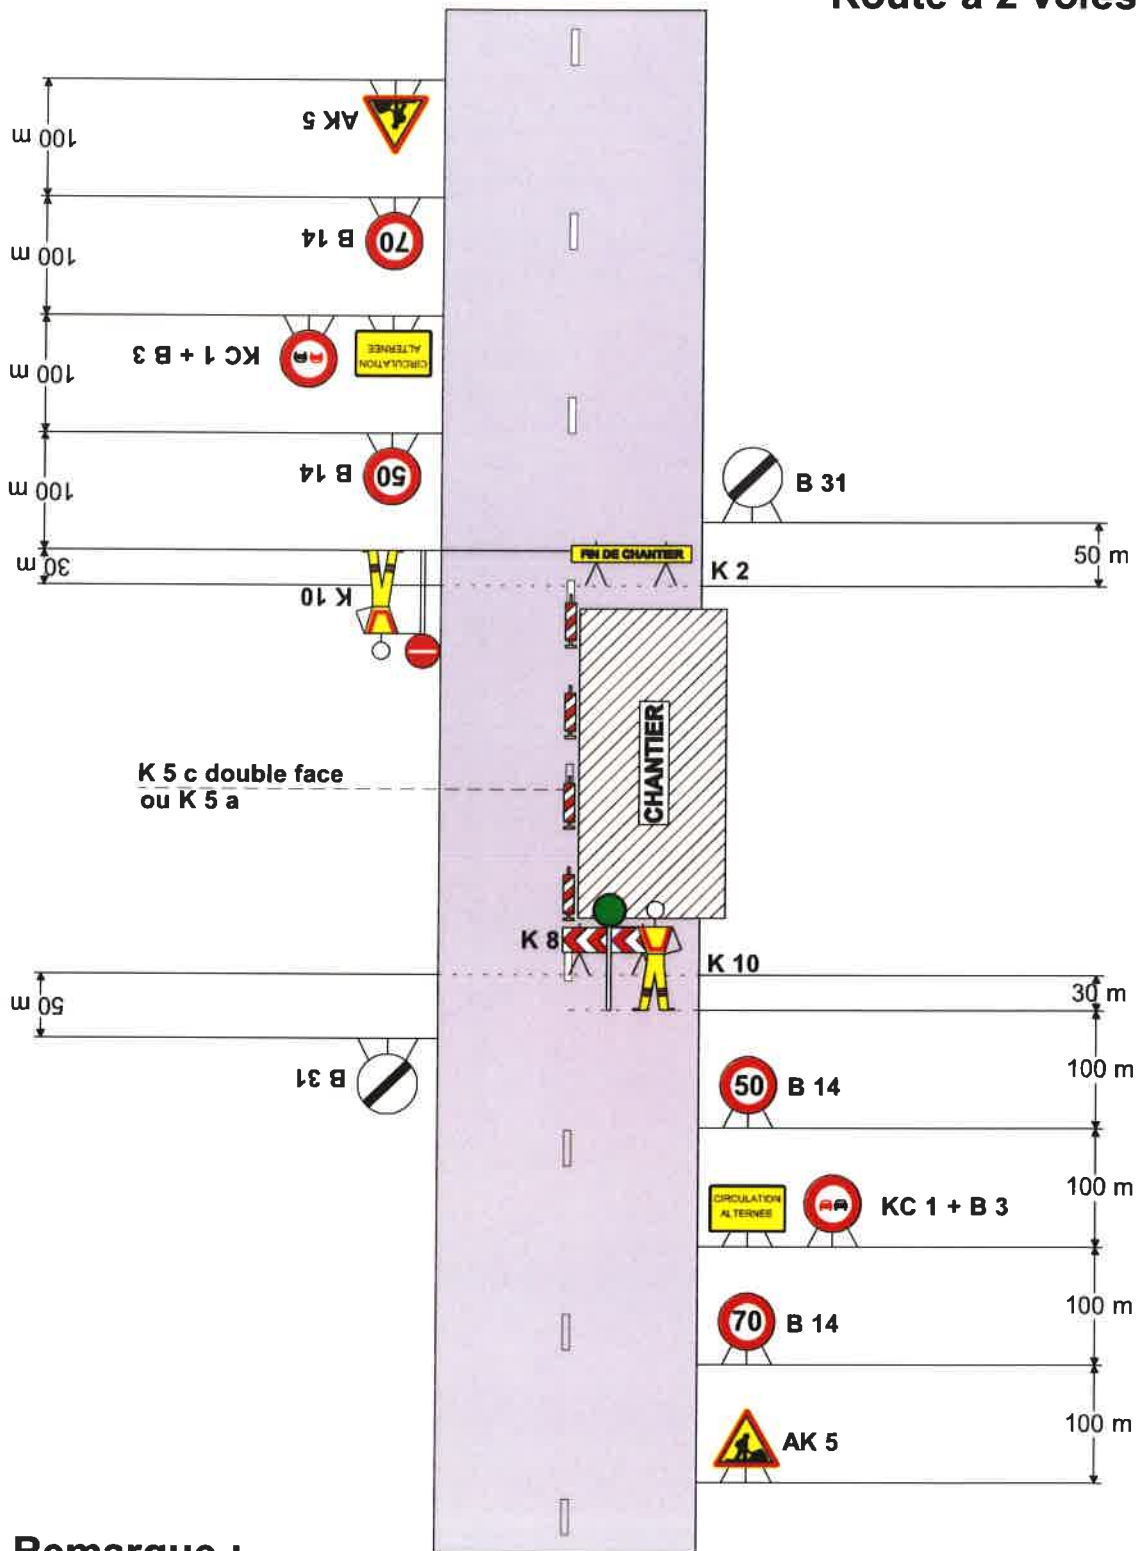 Route à 2 voies
100 m
AK 5
100 m
70
B 14
100 m
KC 1 + B 3
CIRCULATION
ALTERNÉE
100 m
50
B 14
B 31
50 m
30 m
K 10
FIN DE CHANTIER
K 2
CHANTIER
K 5 c double face
ou K 5 a
K 8
K 10
30 m
50 m
B 31
100 m
50
B 14
100 m
CIRCULATION
ALTERNEE
KC 1 + B 3
100 m
70
B 14
100 m
AK 5
Remarque :